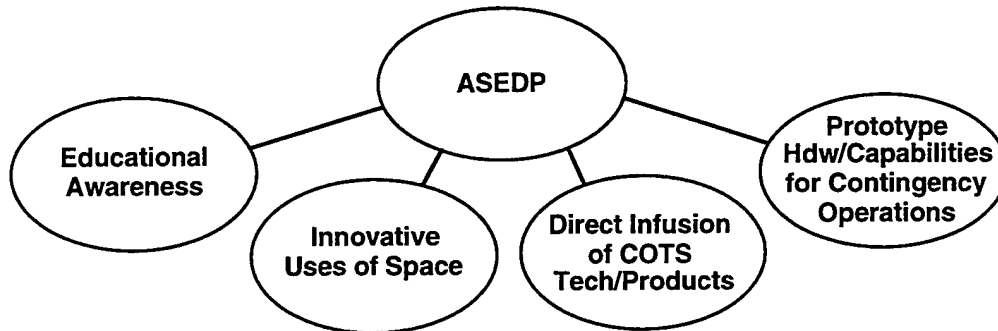 ASEDP
Educational
Awareness
Innovative
Uses of Space
Direct Infusion
of COTS
Tech/Products
Prototype
Hdw/Capabilities
for Contingency
Operations